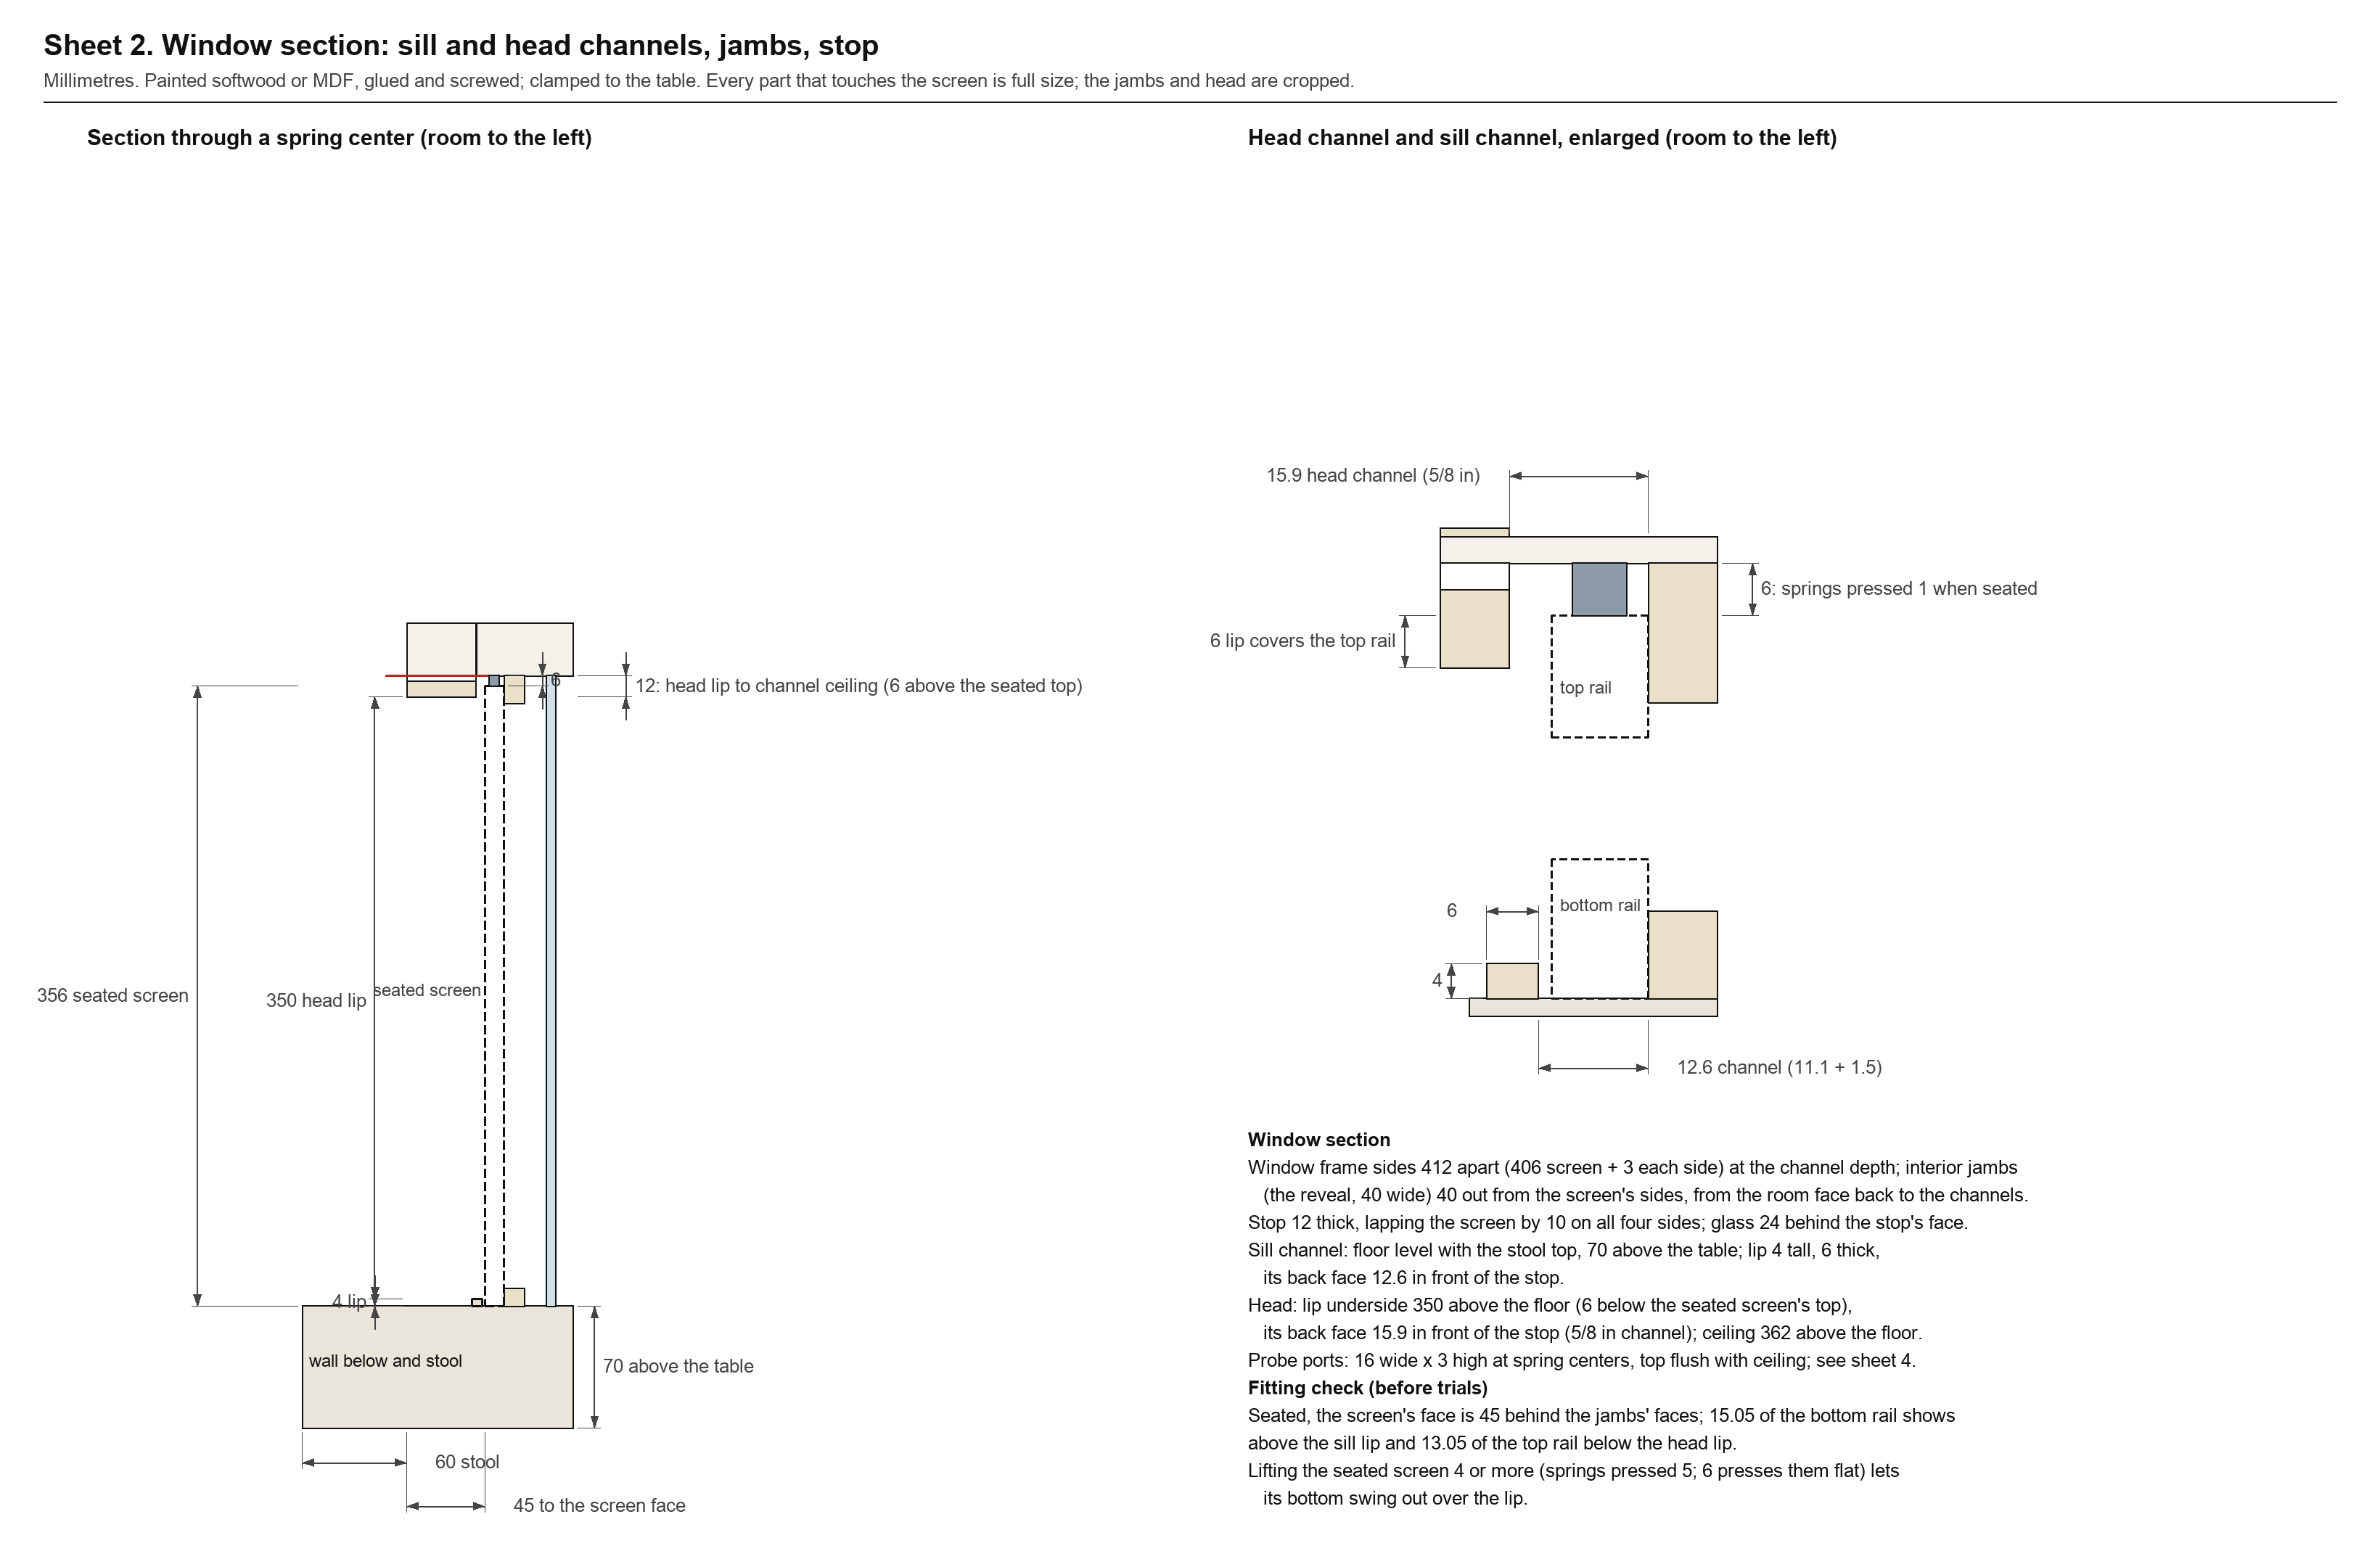 Sheet 2. Window section: sill and head channels, jambs, stop
Millimetres. Painted softwood or MDF, glued and screwed; clamped to the table. Every part that touches the screen is full size; the jambs and head are cropped.
Section through a spring center (room to the left)
6
12: head lip to channel ceiling (6 above the seated top)
356 seated screen
350 head lip
seated screen
4 lip
wall below and stool
70 above the table
60 stool
45 to the screen face
Head channel and sill channel, enlarged (room to the left)
15.9 head channel (5/8 in)
6: springs pressed 1 when seated
6 lip covers the top rail
top rail
6
bottom rail
4
12.6 channel (11.1 + 1.5)
Window section
Window frame sides 412 apart (406 screen + 3 each side) at the channel depth; interior jambs
(the reveal, 40 wide) 40 out from the screen's sides, from the room face back to the channels.
Stop 12 thick, lapping the screen by 10 on all four sides; glass 24 behind the stop's face.
Sill channel: floor level with the stool top, 70 above the table; lip 4 tall, 6 thick,
its back face 12.6 in front of the stop.
Head: lip underside 350 above the floor (6 below the seated screen's top),
its back face 15.9 in front of the stop (5/8 in channel); ceiling 362 above the floor.
Probe ports: 16 wide x 3 high at spring centers, top flush with ceiling; see sheet 4.
Fitting check (before trials)
Seated, the screen's face is 45 behind the jambs' faces; 15.05 of the bottom rail shows
above the sill lip and 13.05 of the top rail below the head lip.
Lifting the seated screen 4 or more (springs pressed 5; 6 presses them flat) lets
its bottom swing out over the lip.